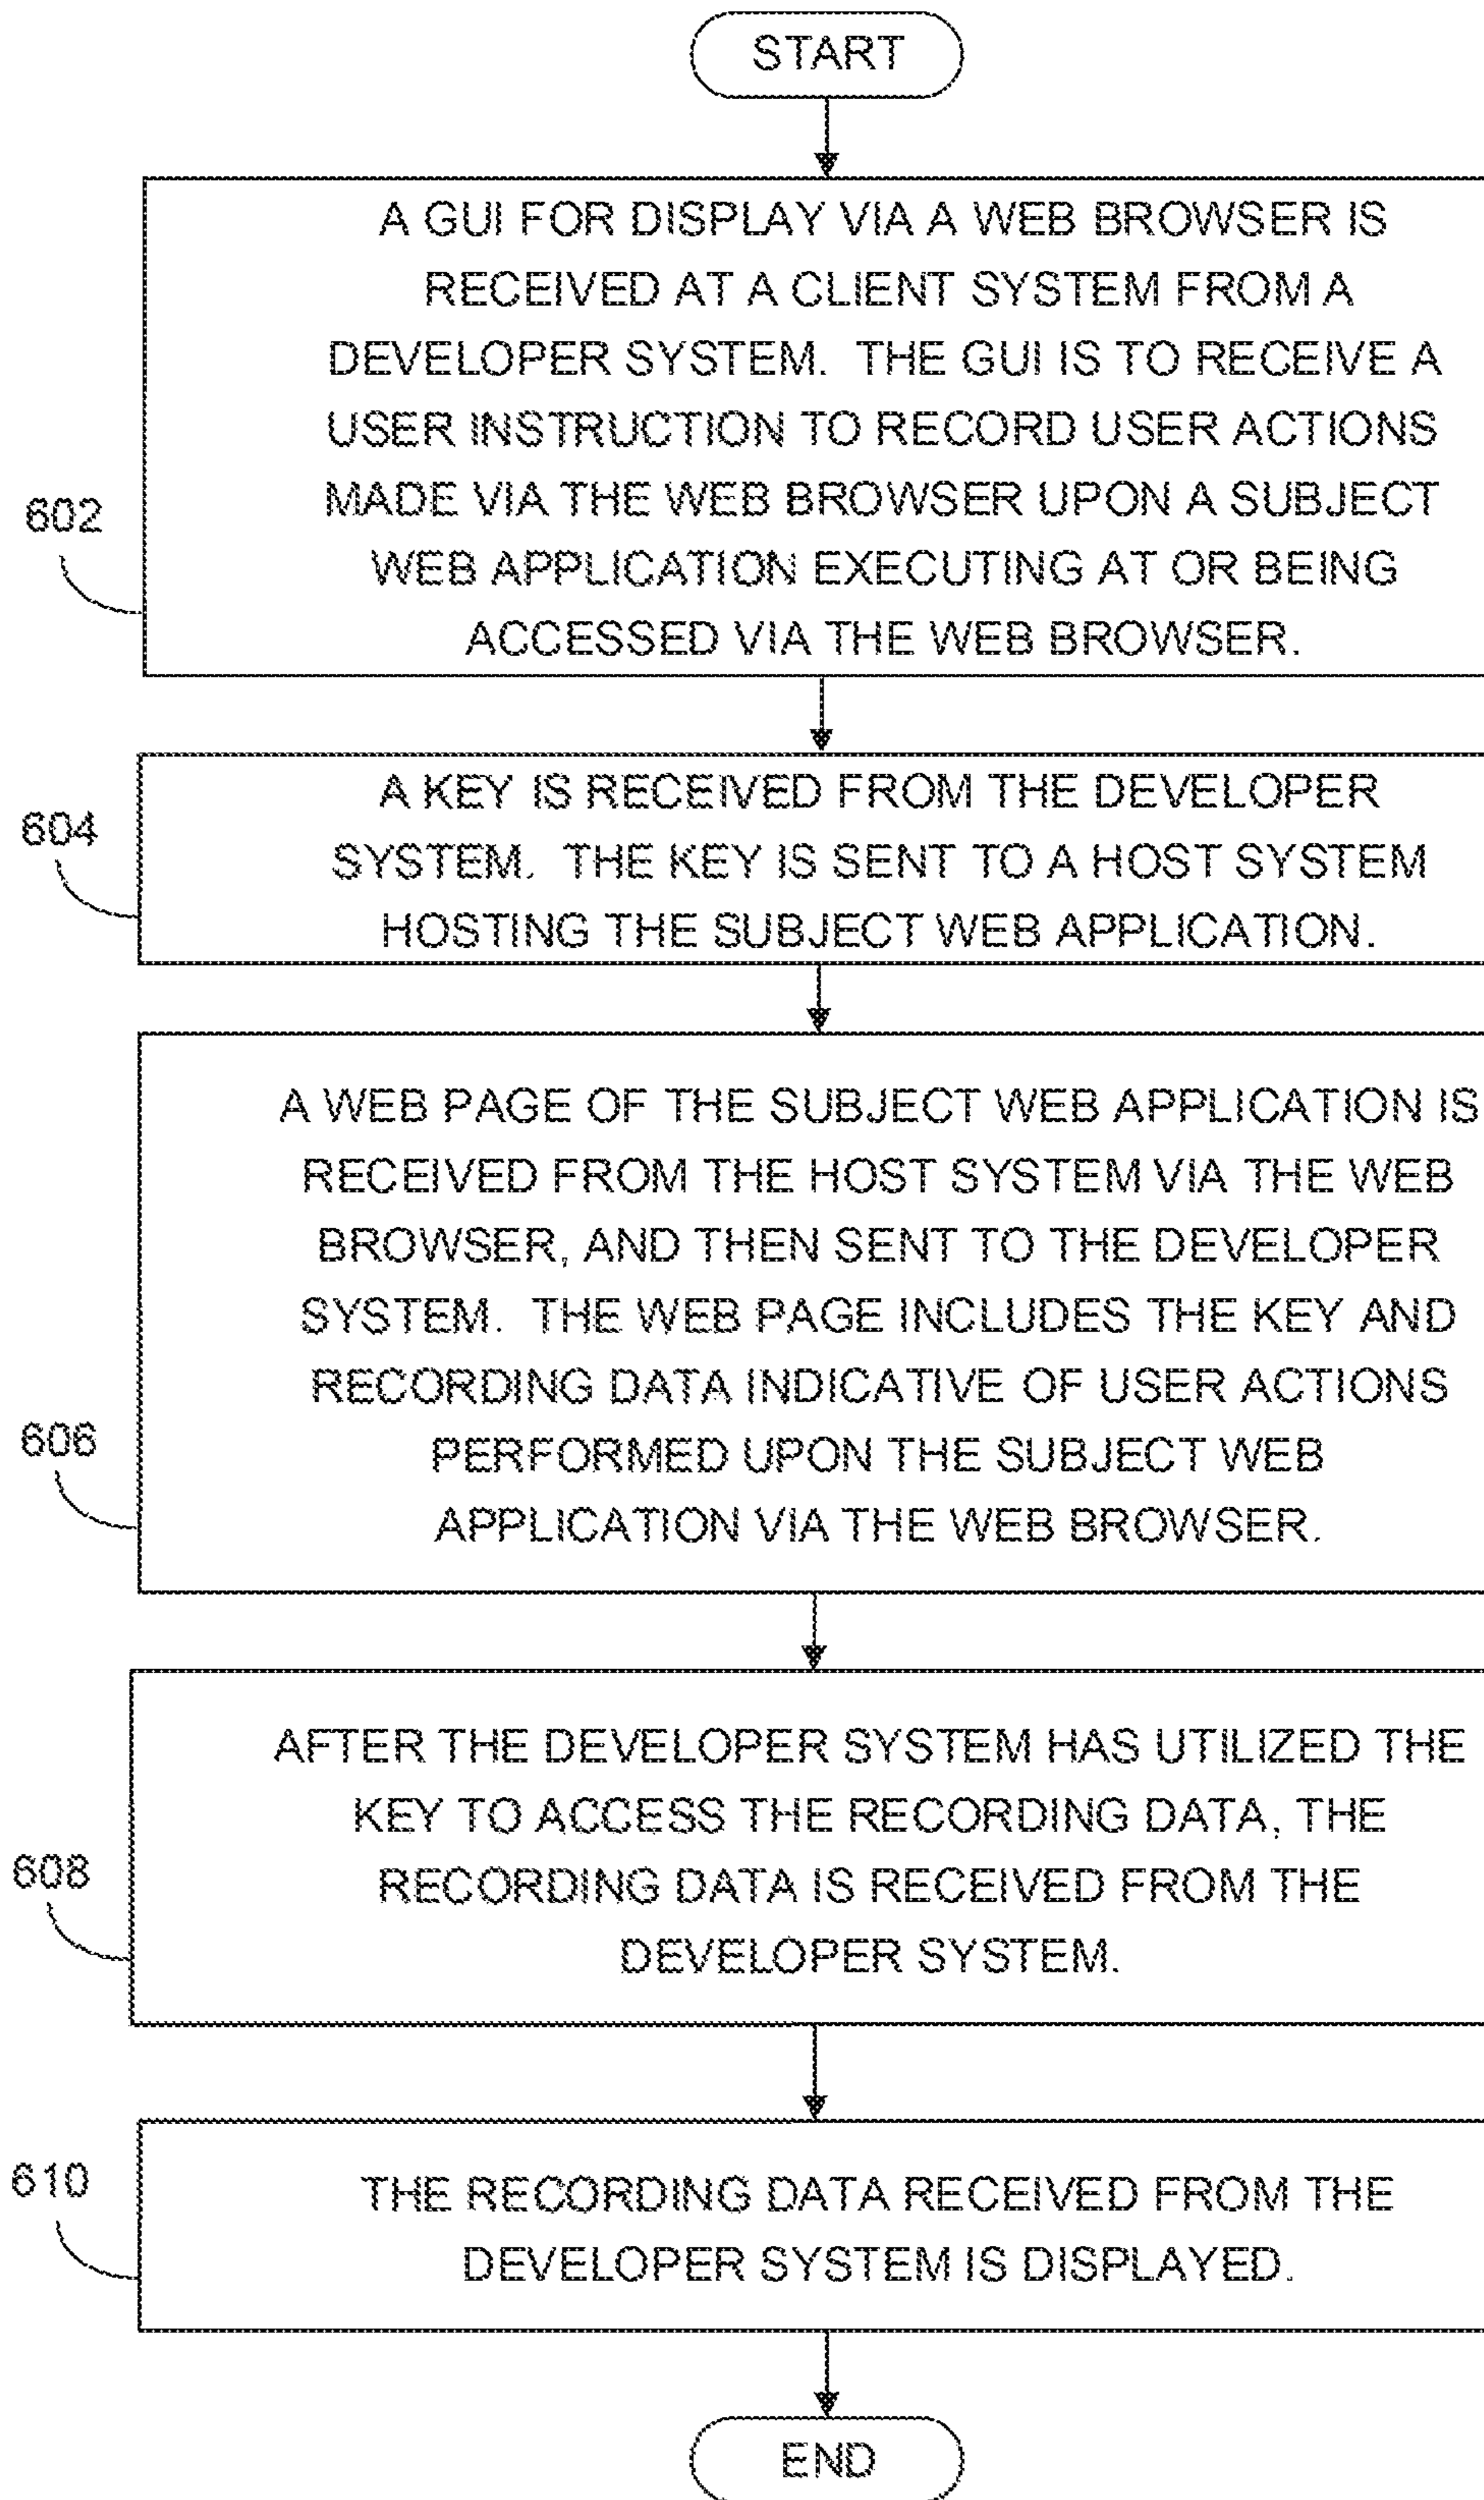 START
A GUI FOR DISPLAY VIA A WEB BROWSER IS
RECEIVED AT A CLIENT SYSTEM FROM A
DEVELOPER SYSTEM. THE GUI IS TO RECEIVE A
USER INSTRUCTION TO RECORD USER ACTIONS
MADE VIA THE WEB BROWSER UPON A SUBJECT
WEB APPLICATION EXECUTING AT OR BEING
ACCESSED VIA THE WEB BROWSER.
602
A KEY IS RECEIVED FROM THE DEVELOPER
SYSTEM. THE KEY IS SENT TO A HOST SYSTEM
HOSTING THE SUBJECT WEB APPLICATION.
604
A WEB PAGE OF THE SUBJECT WEB APPLICATION IS
RECEIVED FROM THE HOST SYSTEM VIA THE WEB
BROWSER, AND THEN SENT TO THE DEVELOPER
SYSTEM. THE WEB PAGE INCLUDES THE KEY AND
RECORDING DATA INDICATIVE OF USER ACTIONS
PERFORMED UPON THE SUBJECT WEB
APPLICATION VIA THE WEB BROWSER.
606
AFTER THE DEVELOPER SYSTEM HAS UTILIZED THE
KEY TO ACCESS THE RECORDING DATA, THE
RECORDING DATA IS RECEIVED FROM THE
DEVELOPER SYSTEM.
608
THE RECORDING DATA RECEIVED FROM THE
DEVELOPER SYSTEM IS DISPLAYED.
610
END